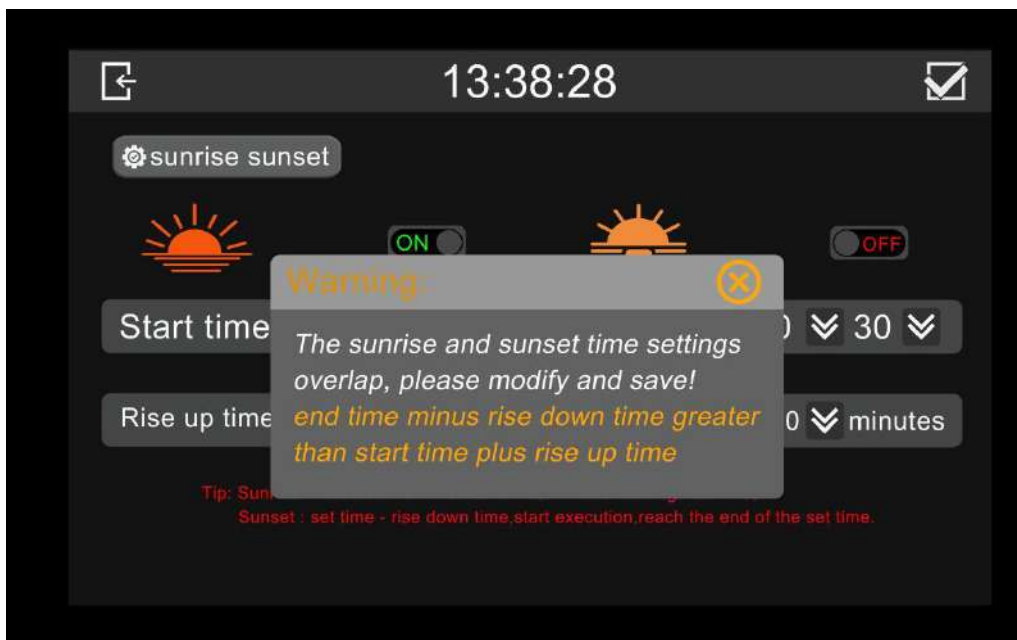 13:38:28
sunrise sunset
ON
OFF
Warning:
Start time
30
The sunrise and sunset time settings
overlap, please modify and save!
end time minus rise down time greater
than start time plus rise up time
Rise up time
0 minutes
Tip: Sun
Sunset : set time - rise down time,start execution,reach the end of the set time.